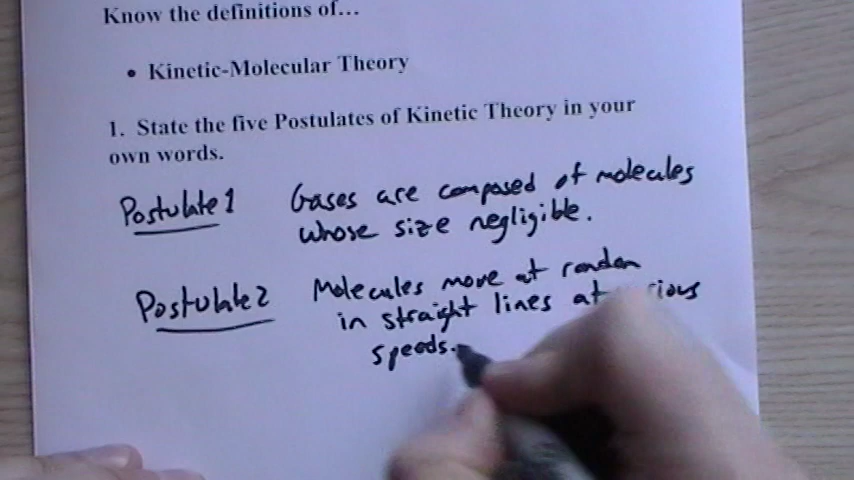 Know the definitions of...
• Kinetic-Molecular Theory
1. State the five Postulates of Kinetic Theory in your
own words.
Postulate 1 Gases are composed of molecules
whose size negligible.
Postulate 2 Molecules move at random
in straight lines at
speeds.